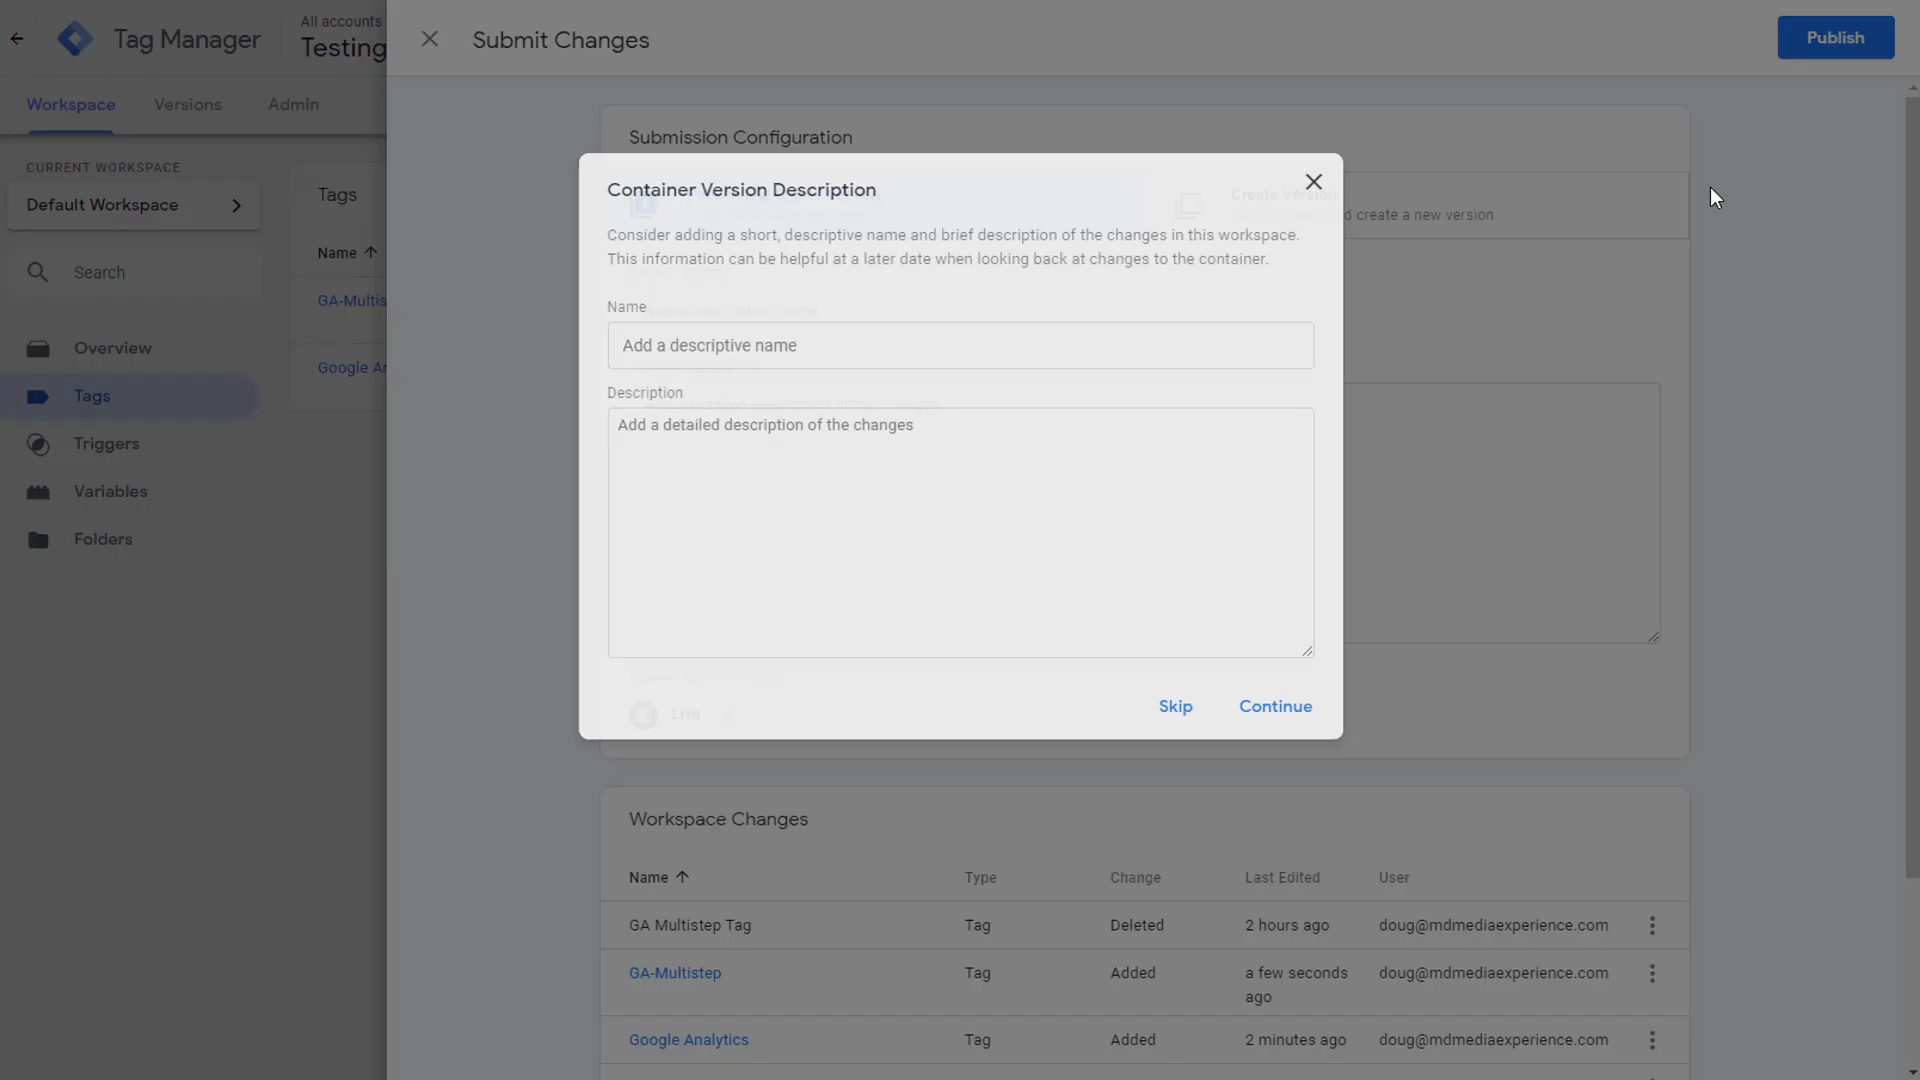 Tag Manager
All accounts
Testing
Submit Changes
Publish
Workspace
Versions
Admin
CURRENT WORKSPACE
Default Workspace
Search
Overview
Tags
Triggers
Variables
Folders
Tags
Name
GA-Multis
Google An
Submission Configuration
Create version
d create a new version
Container Version Description
Consider adding a short, descriptive name and brief description of the changes in this workspace.
This information can be helpful at a later date when looking back at changes to the container.
Name
Add a descriptive name
Description
Add a detailed description of the changes
Live
Skip
Continue
Workspace Changes
Name Type Change Last Edited User
GA Multistep Tag Tag Deleted 2 hours ago doug@mdmediaexperience.com
GA-Multistep Tag Added a few seconds doug@mdmediaexperience.com
ago
Google Analytics Tag Added 2 minutes ago doug@mdmediaexperience.com